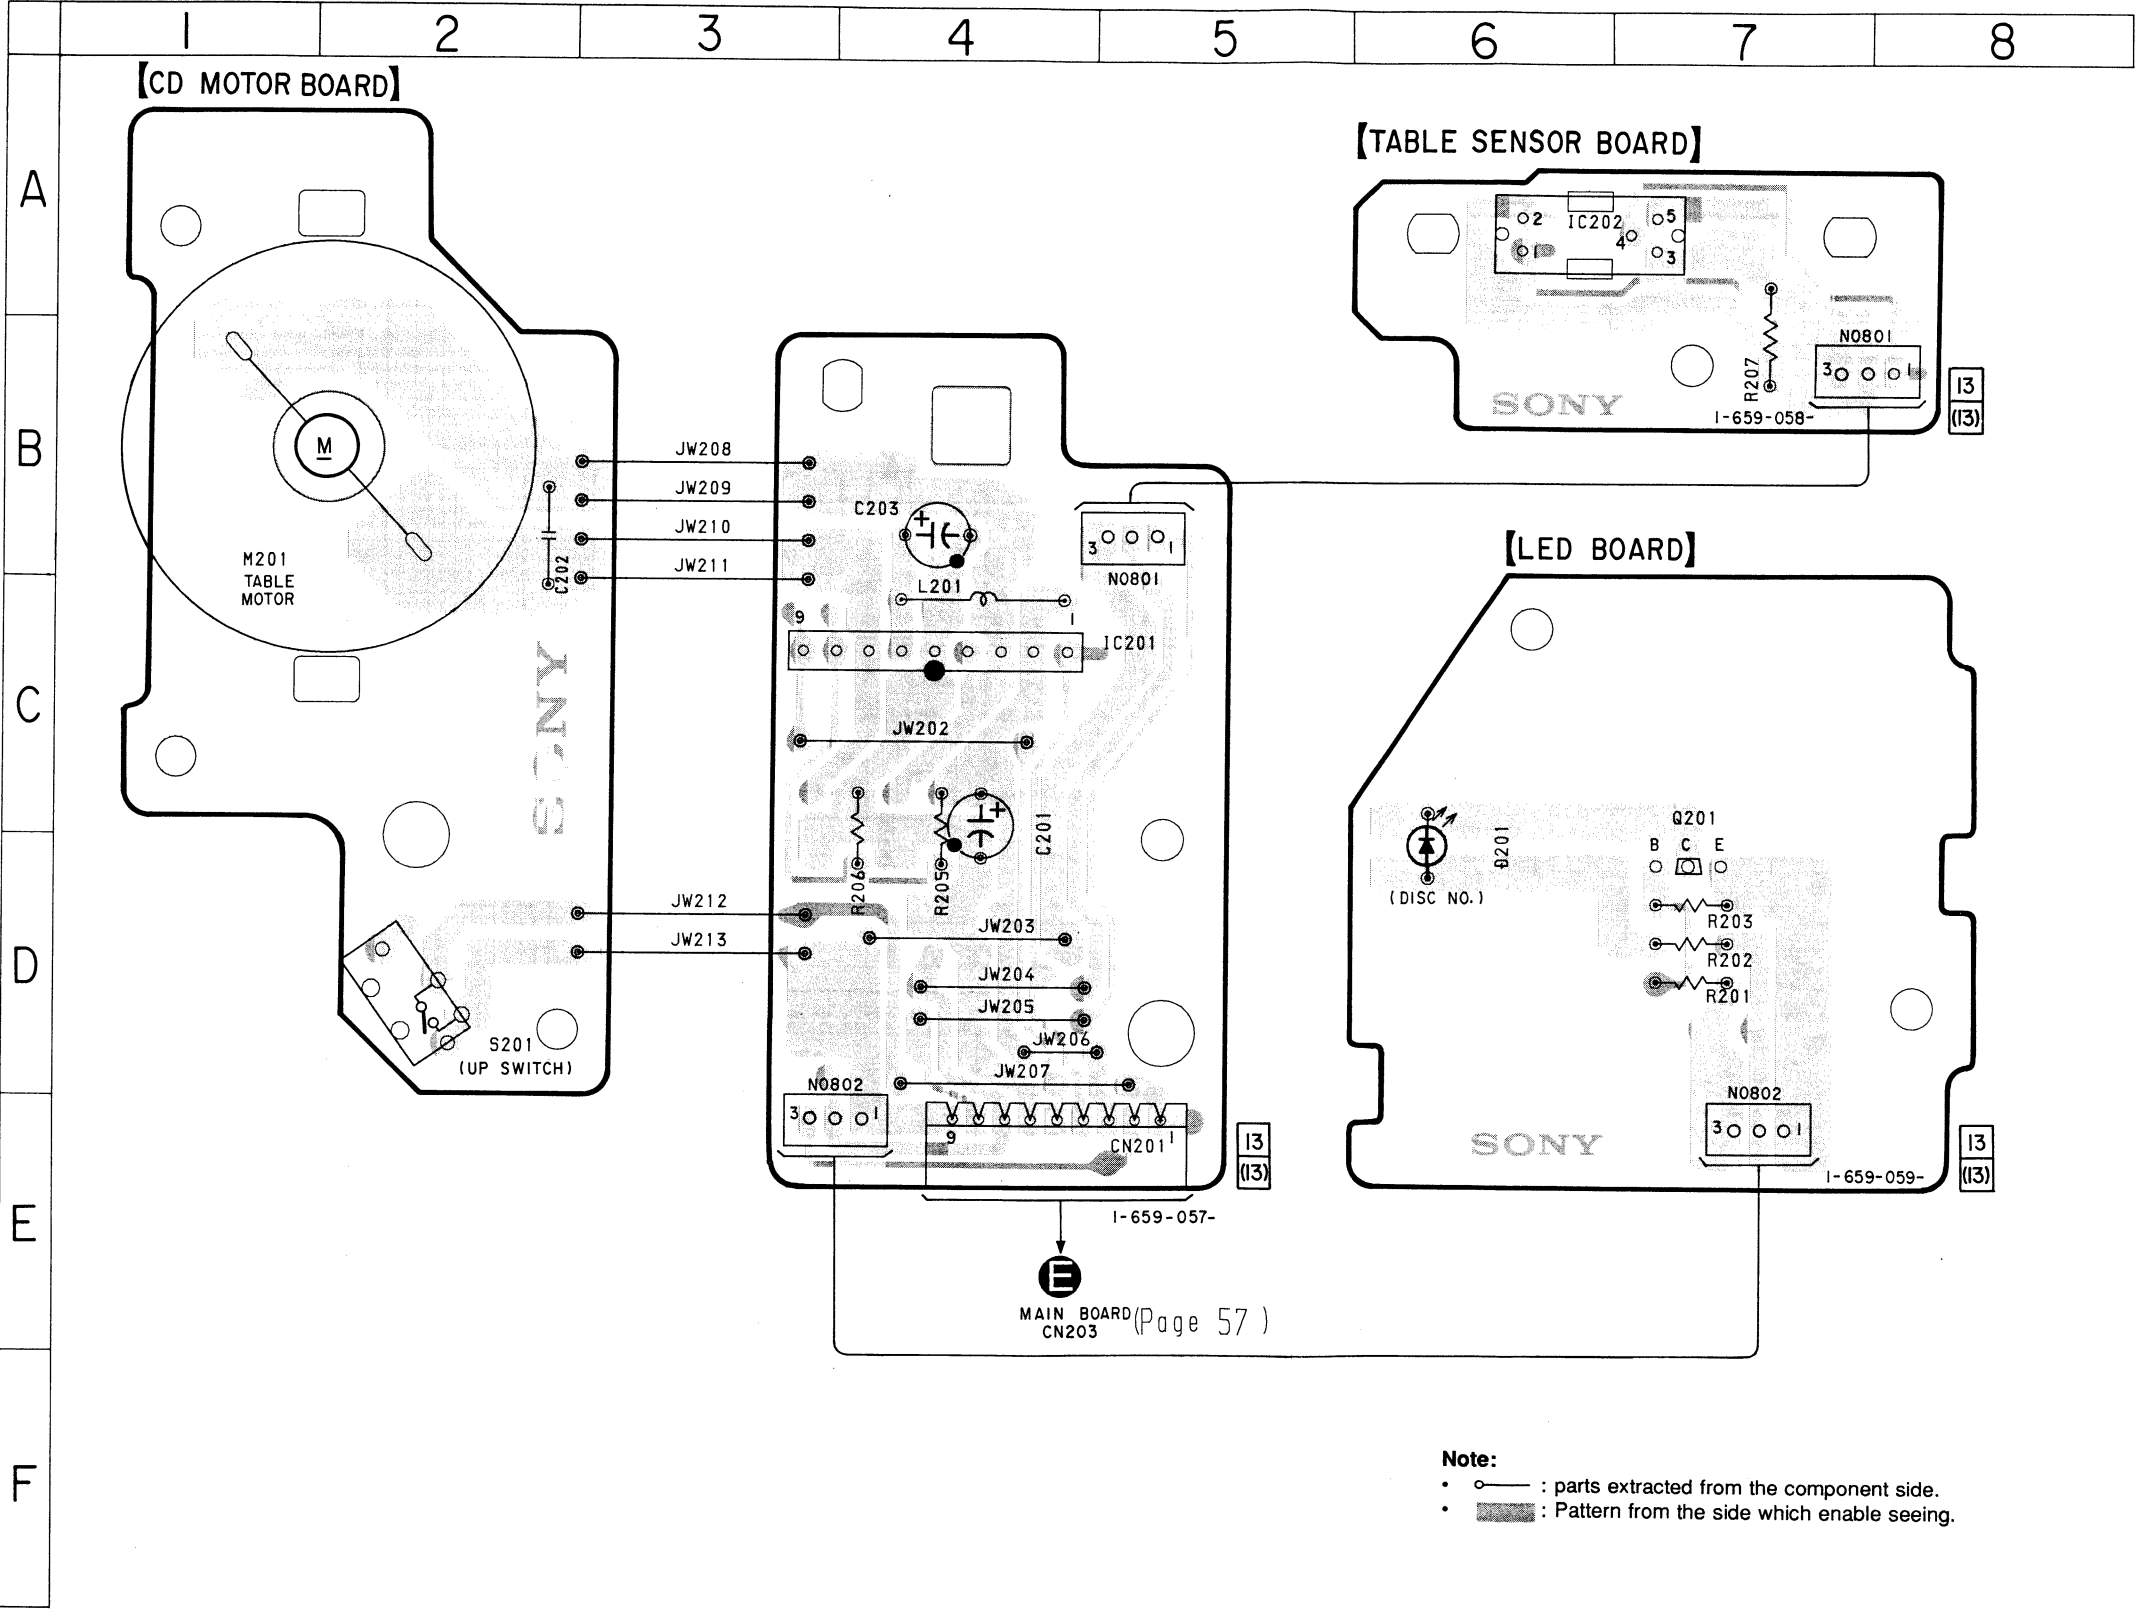 1 2 3 4 5 6 7 8
A
B
C
D
E
F
【CD MOTOR BOARD】
M
M201
TABLE
MOTOR
C202
SONY
S201
(UP SWITCH)
JW208
JW209
JW210
JW211
JW212
JW213
C203
L201
3 1
NO801
9 1
IC201
JW202
R206
R205
C201
JW203
JW204
JW205
JW206
JW207
NO802
3 1
9 1
CN201
13
(13)
1-659-057-
E
MAIN BOARD (Page 57 )
CN203
【TABLE SENSOR BOARD】
2 IC202 5
1 4 3
R207
NO801
3 1
SONY
1-659-058-
13
(13)
【LED BOARD】
D201
(DISC NO.)
Q201
B C E
R203
R202
R201
NO802
3 1
SONY
1-659-059-
13
(13)
Note:
• : parts extracted from the component side.
• : Pattern from the side which enable seeing.